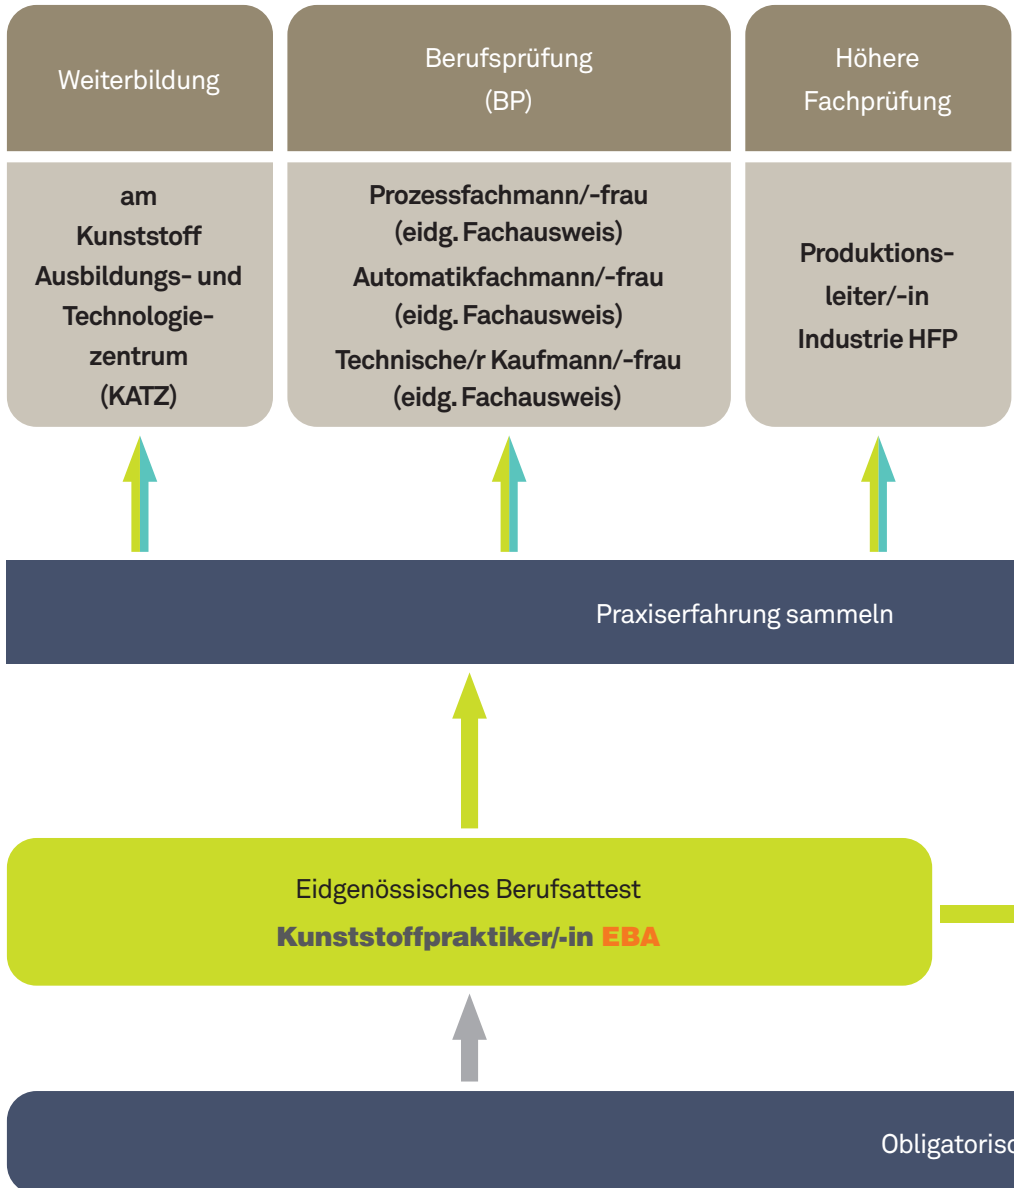 Weiterbildung
Berufsprüfung
(BP)
Höhere
Fachprüfung
am
Kunststoff
Ausbildungs- und
Technologie-
zentrum
(KATZ)
Prozessfachmann/-frau
(eidg. Fachausweis)
Automatikfachmann/-frau
(eidg. Fachausweis)
Technische/r Kaufmann/-frau
(eidg. Fachausweis)
Produktions-
leiter/-in
Industrie HFP
Praxiserfahrung sammeln
Eidgenössisches Berufsattest
Kunststoffpraktiker/-in EBA